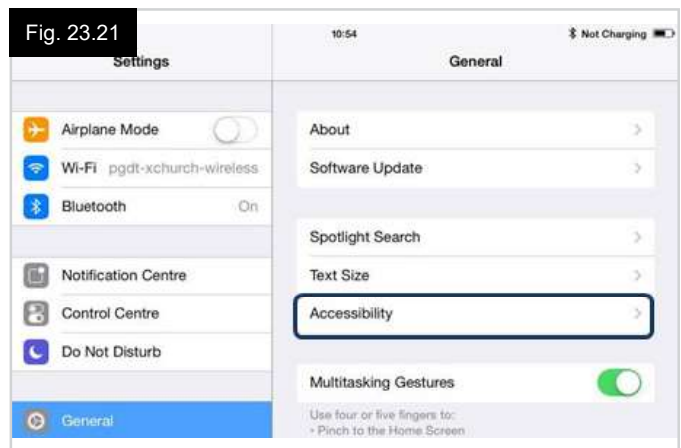 Fig. 23.21
10:54
Not Charging
Settings
General
Airplane Mode
Wi-Fi pgdt-xchurch-wireless
Bluetooth On
Notification Centre
Control Centre
Do Not Disturb
General
About
Software Update
Spotlight Search
Text Size
Accessibility
Multitasking Gestures
Use four or five fingers to:
• Pinch to the Home Screen